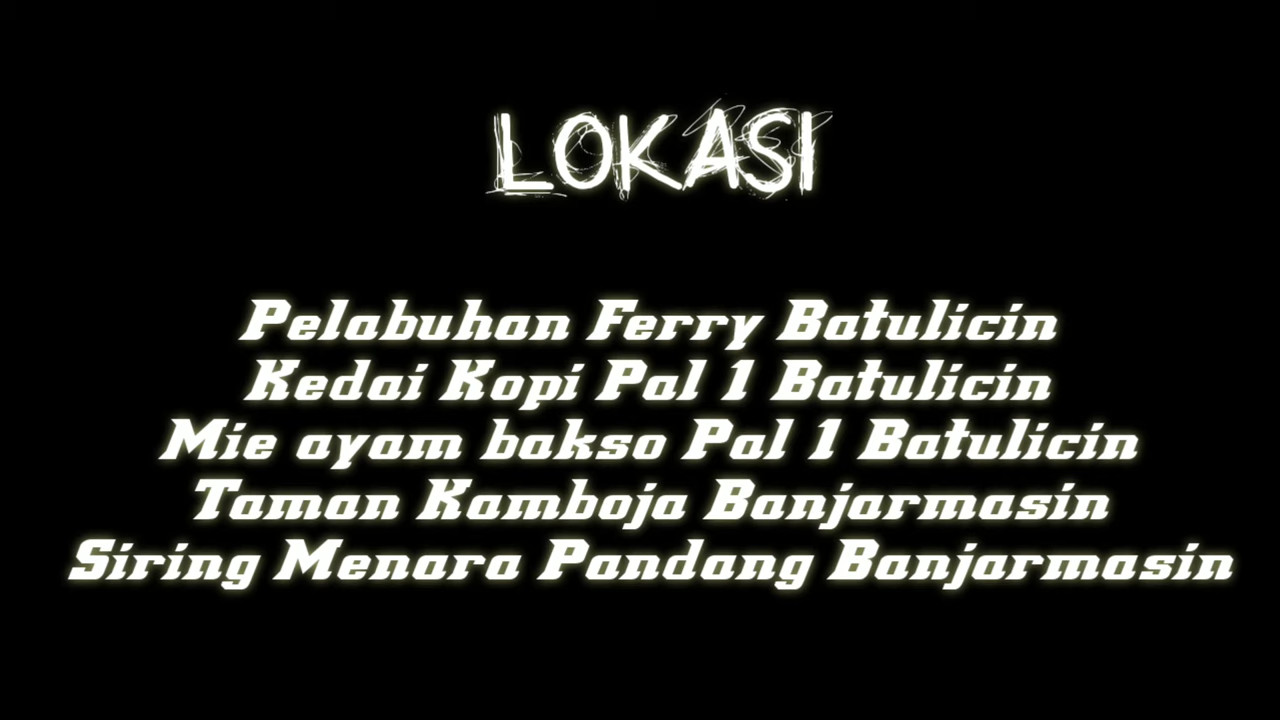 LOKASI
Pelabuhan Ferry Batulicin
Kedai Kopi Pal 1 Batulicin
Mie ayam bakso Pal 1 Batulicin
Taman Kamboja Banjarmasin
Siring Menara Pandang Banjarmasin